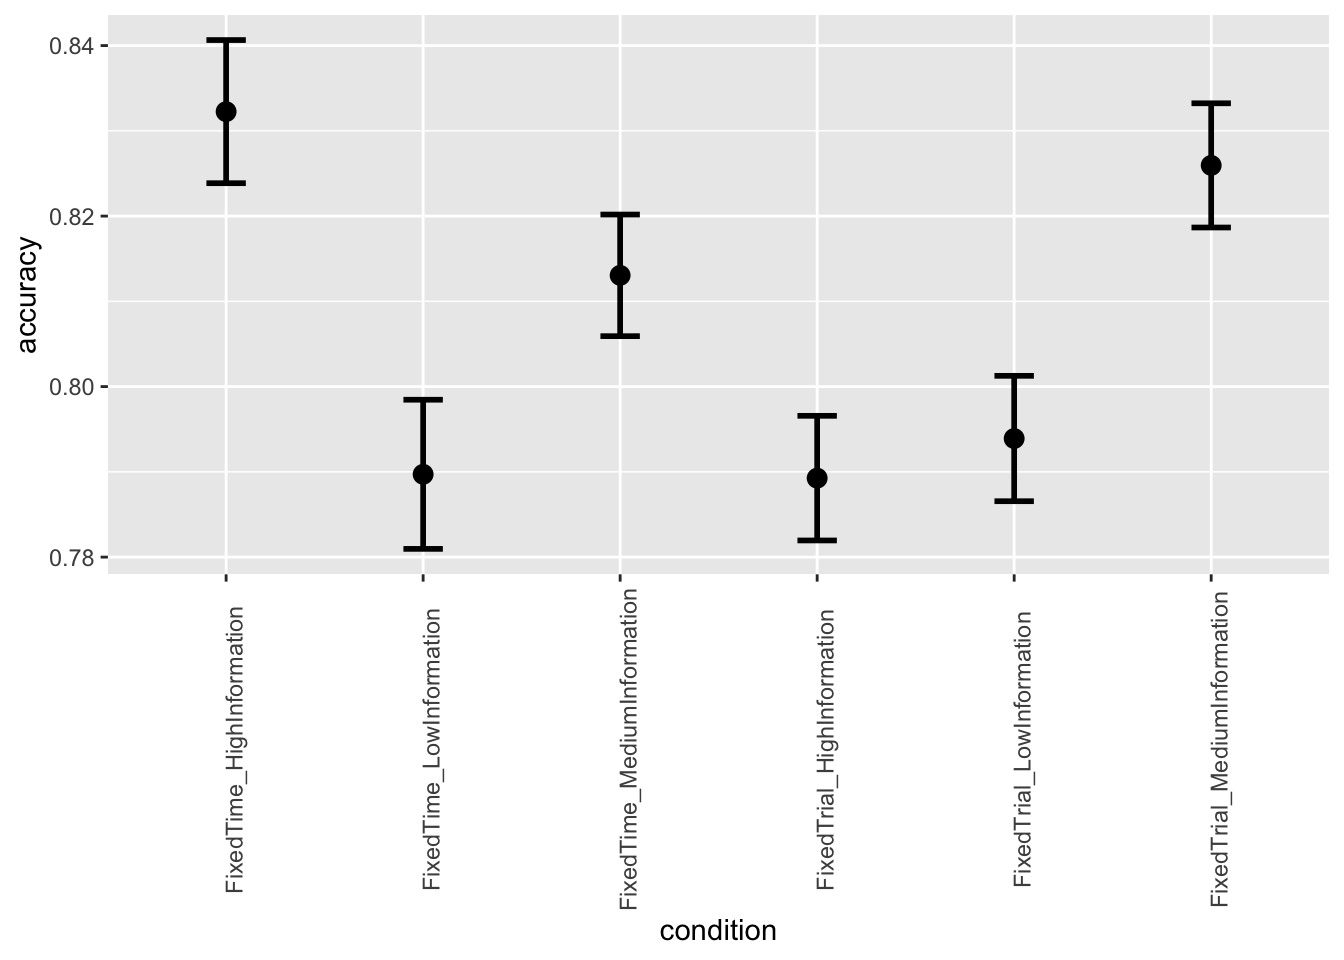 0.84
0.82
0.80
0.78
accuracy
FixedTime_HighInformation
FixedTime_LowInformation
FixedTime_MediumInformation
FixedTrial_HighInformation
FixedTrial_LowInformation
FixedTrial_MediumInformation
condition